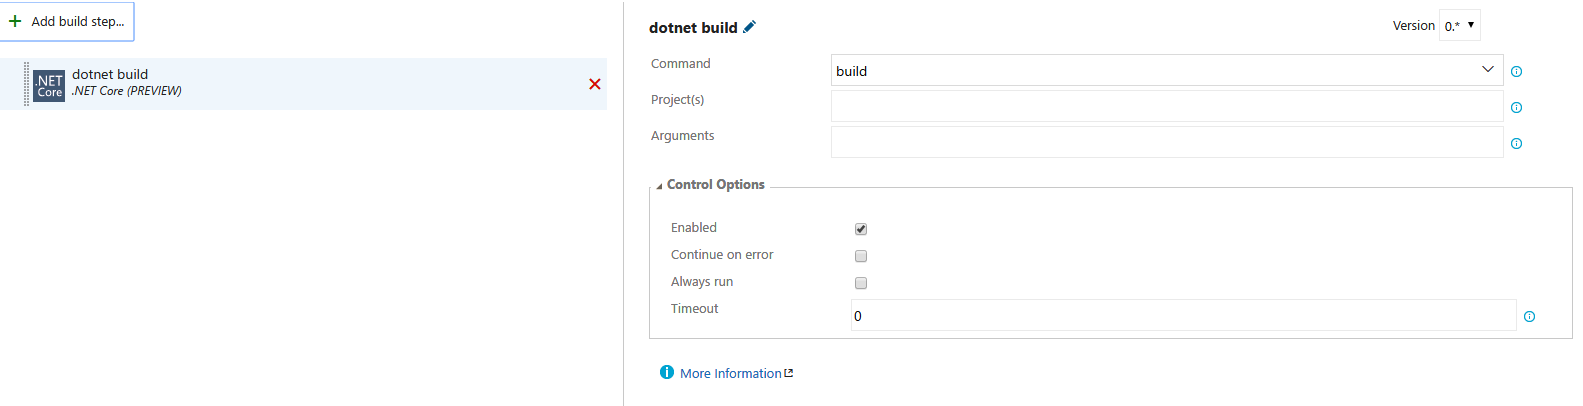 + Add build step...
.NET Core
dotnet build
.NET Core (PREVIEW)
dotnet build
Version 0.*
Command
build
Project(s)
Arguments
Control Options
Enabled
Continue on error
Always run
Timeout
0
More Information